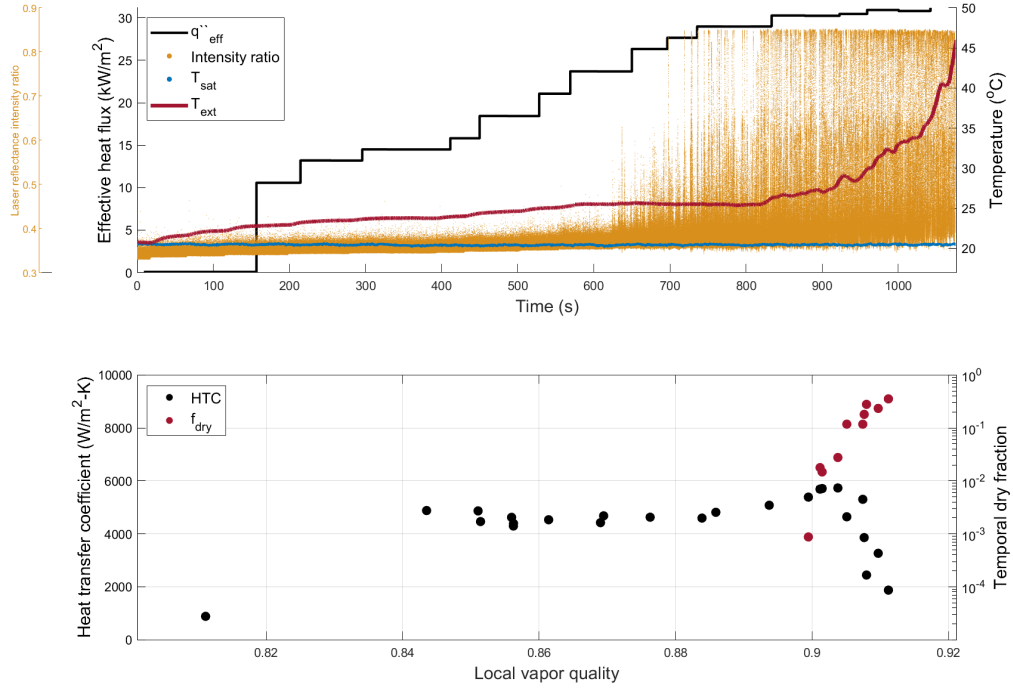 0.9
0.8
0.7
0.6
0.5
0.4
0.3
Laser reflectance intensity ratio
30
25
20
15
10
5
0
Effective heat flux (kW/m²)
q``eff
Intensity ratio
Tsat
Text
50
45
40
35
30
25
20
Temperature (°C)
0 100 200 300 400 500 600 700 800 900 1000
Time (s)
10000
8000
6000
4000
2000
0
Heat transfer coefficient (W/m²-K)
HTC
fdry
10⁰
10⁻¹
10⁻²
10⁻³
10⁻⁴
Temporal dry fraction
0.82 0.84 0.86 0.88 0.9 0.92
Local vapor quality